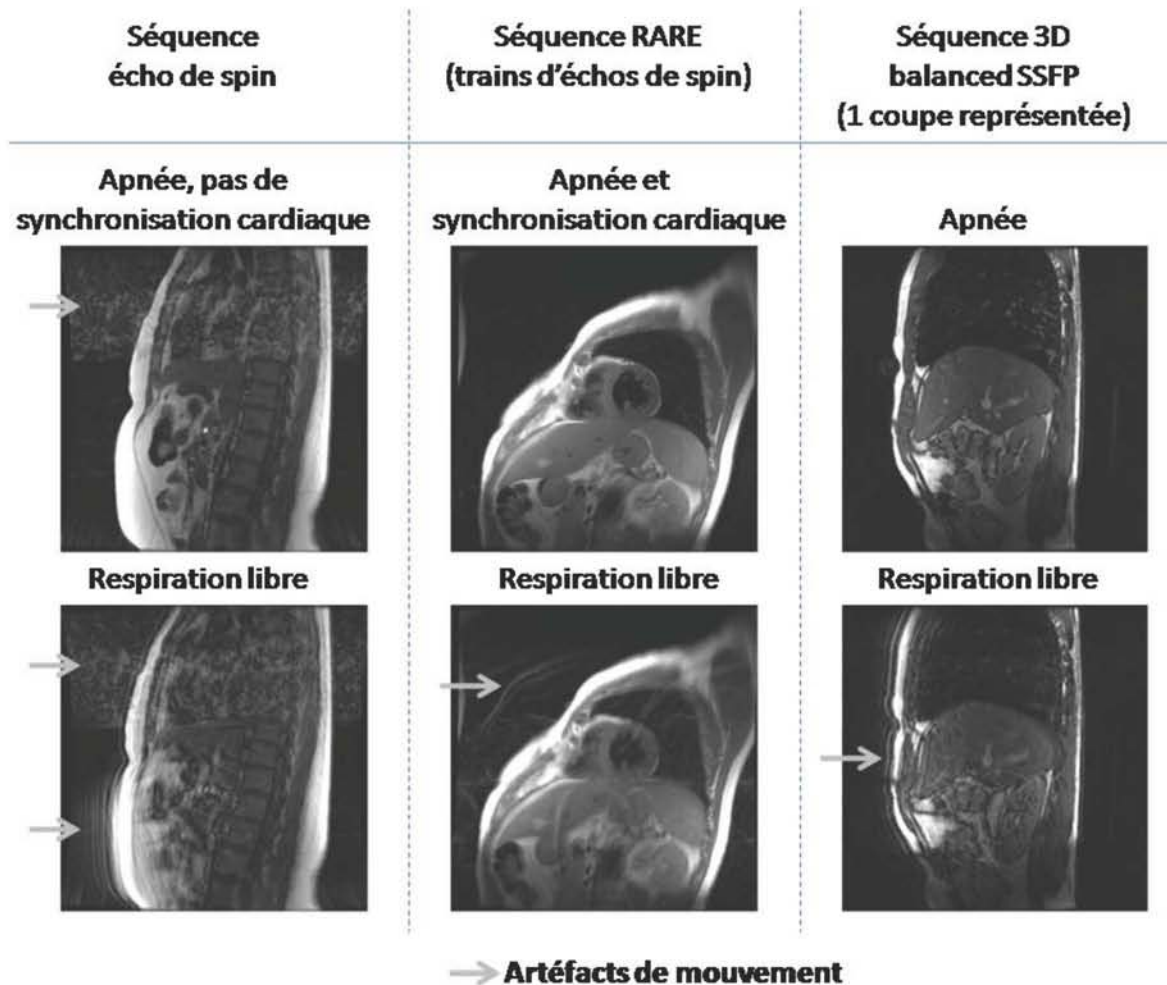 Séquence
écho de spin
Séquence RARE
(trains d'échos de spin)
Séquence 3D
balanced SSFP
(1 coupe représentée)
Apnée, pas de
synchronisation cardiaque
Apnée et
synchronisation cardiaque
Apnée
Respiration libre
Respiration libre
Respiration libre
Artéfacts de mouvement